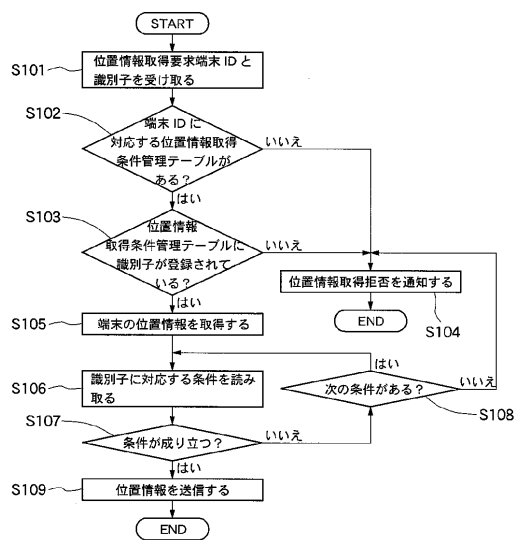 START
S101
位置情報取得要求端末 ID と
識別子を受け取る
S102
端末 ID に
対応する位置情報取得
条件管理テーブルが
ある？
いいえ
はい
S103
位置情報
取得条件管理テーブルに
識別子が登録されて
いる？
いいえ
はい
位置情報取得拒否を通知する
S104
END
S105
端末の位置情報を取得する
S106
識別子に対応する条件を読み
取る
はい
次の条件がある？
いいえ
S108
S107
条件が成り立つ？
いいえ
はい
S109
位置情報を送信する
END